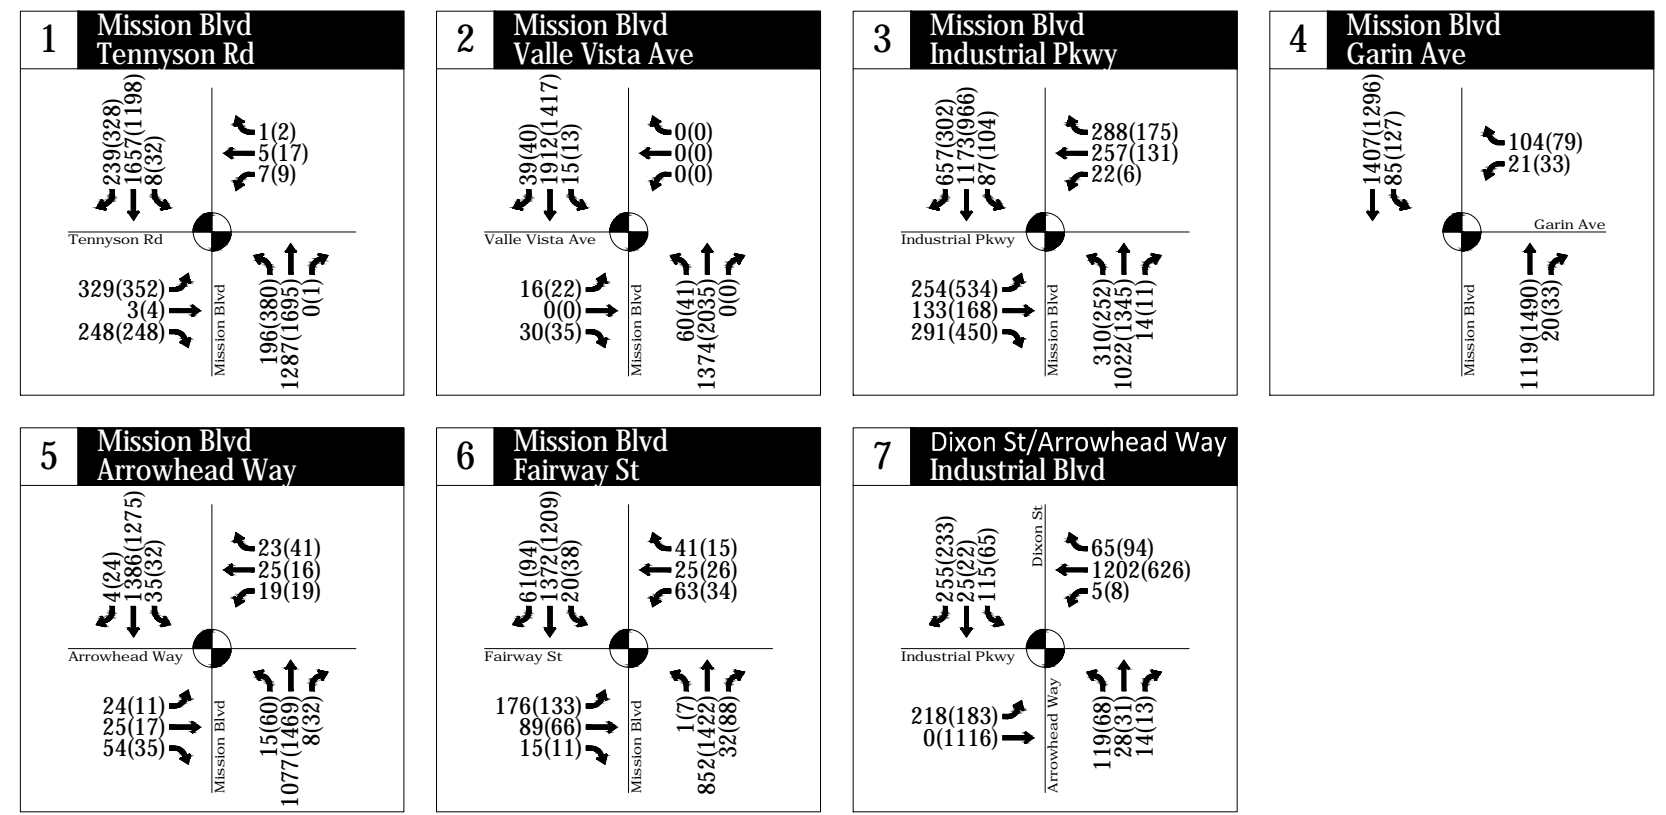 1
Mission Blvd
Tennyson Rd
239(328)
1657(1198)
8(32)
1(2)
5(17)
7(9)
Tennyson Rd
329(352)
3(4)
248(248)
Mission Blvd
196(380)
1287(1695)
0(1)
2
Mission Blvd
Valle Vista Ave
39(40)
1912(1417)
15(13)
0(0)
0(0)
0(0)
Valle Vista Ave
16(22)
0(0)
30(35)
Mission Blvd
60(41)
1374(2035)
0(0)
3
Mission Blvd
Industrial Pkwy
657(302)
1173(966)
87(104)
288(175)
257(131)
22(6)
Industrial Pkwy
254(534)
133(168)
291(450)
Mission Blvd
310(252)
1022(1345)
14(11)
4
Mission Blvd
Garin Ave
1407(1296)
85(127)
104(79)
21(33)
Garin Ave
Mission Blvd
1119(1490)
20(33)
5
Mission Blvd
Arrowhead Way
4(24)
1386(1275)
35(32)
23(41)
25(16)
19(19)
Arrowhead Way
24(11)
25(17)
54(35)
Mission Blvd
15(60)
1077(1469)
8(32)
6
Mission Blvd
Fairway St
61(94)
1372(1209)
20(38)
41(15)
25(26)
63(34)
Fairway St
176(133)
89(66)
15(11)
Mission Blvd
1(7)
852(1422)
32(88)
7
Dixon St/Arrowhead Way
Industrial Blvd
255(233)
25(22)
115(65)
Dixon St
65(94)
1202(626)
5(8)
Industrial Pkwy
218(183)
0(1116)
Arrowhead Way
119(68)
28(31)
14(13)